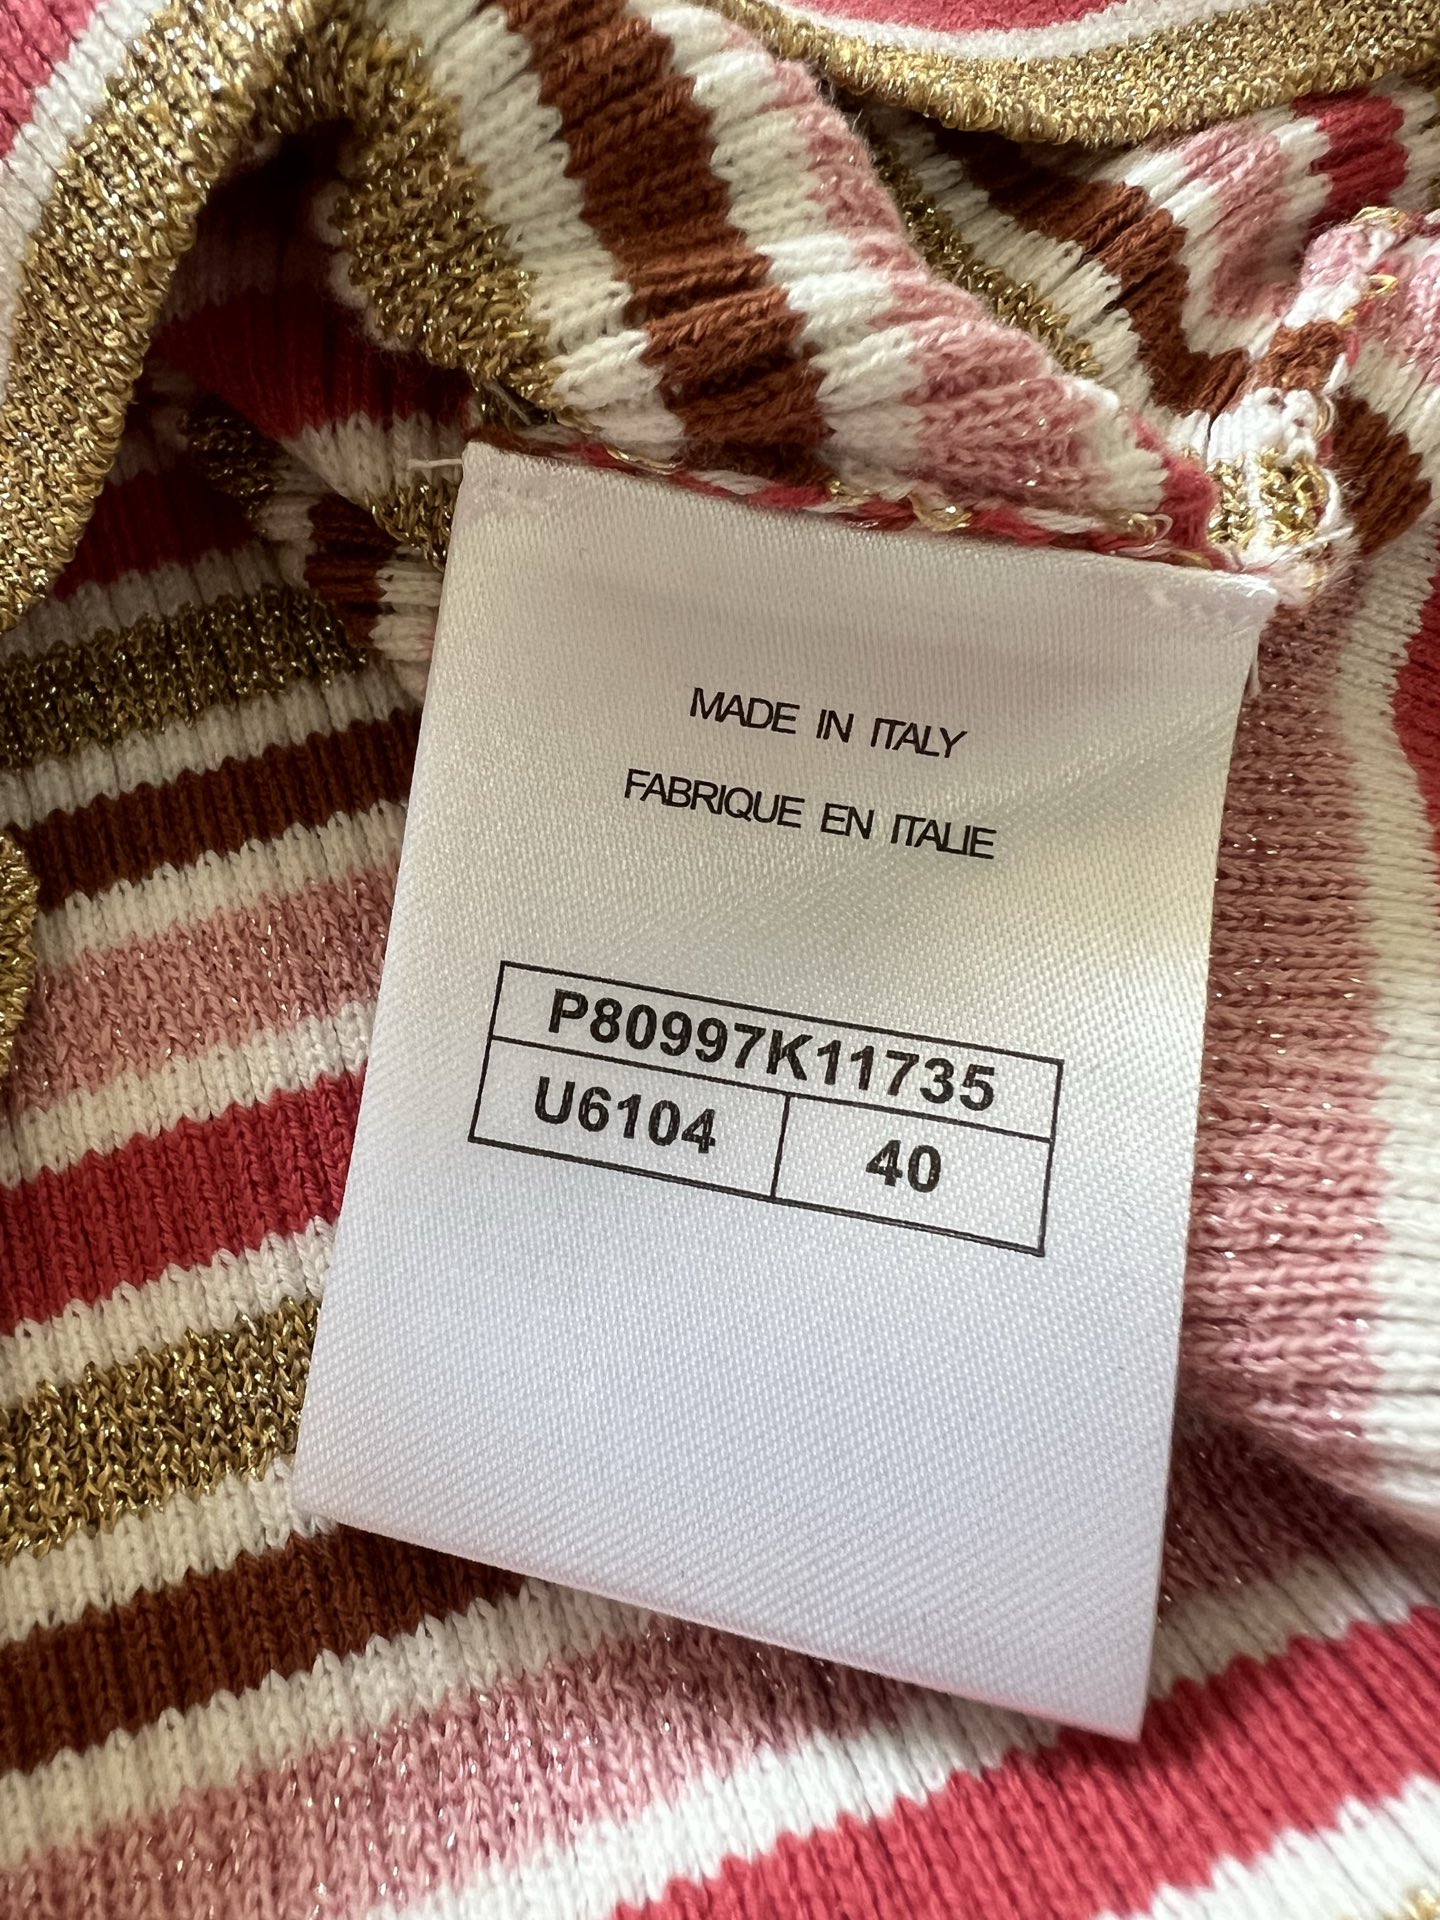 MADE IN ITALY
FABRIQUE EN ITALIE
P80997K11735
U6104 40